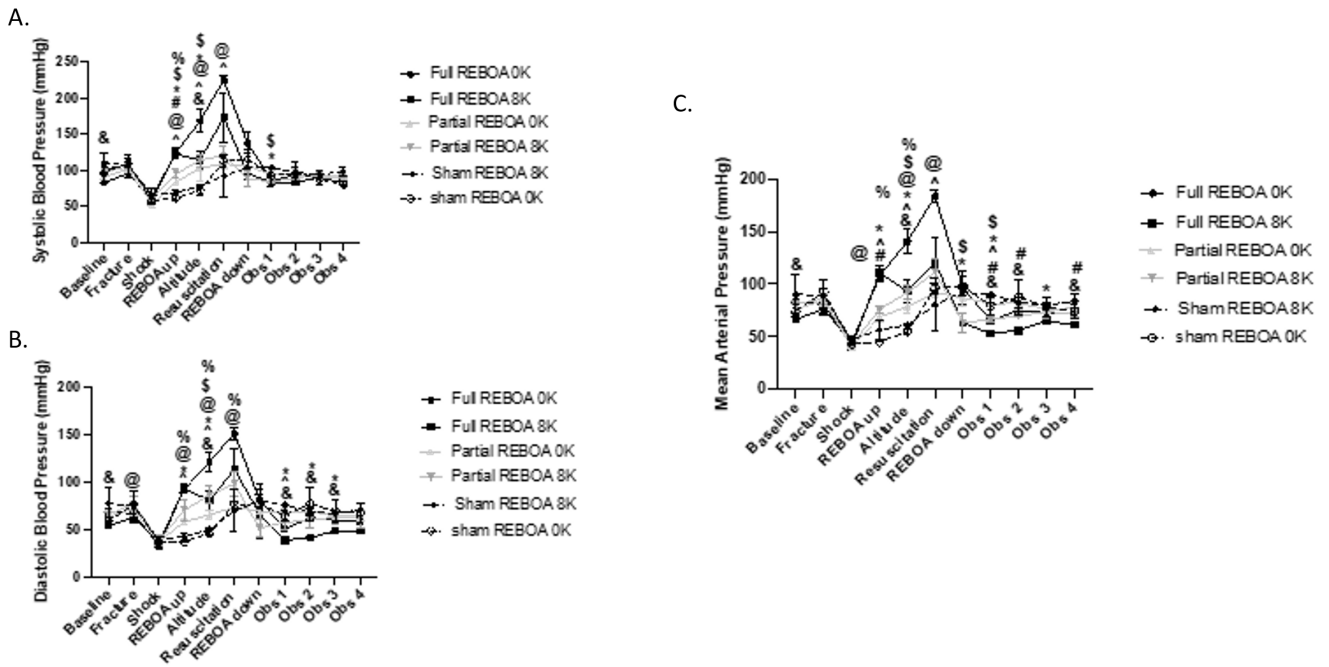 A.
Systolic Blood Pressure (mmHg)
250
200
150
100
50
0
&
%
$
*
#
@
^
$
*
@
^
&
@
^
$
*
Baseline
Fracture
Shock
REBOA up
Altitude
Resuscitation
REBOA down
Obs 1
Obs 2
Obs 3
Obs 4
Full REBOA 0K
Full REBOA 8K
Partial REBOA 0K
Partial REBOA 8K
Sham REBOA 8K
sham REBOA 0K
B.
Diastolic Blood Pressure (mmHg)
200
150
100
50
0
&
@
%
@
*
^
%
$
@
*
^
&
%
@
*
^
&
*
&
*
&
Baseline
Fracture
Shock
REBOA up
Altitude
Resuscitation
REBOA down
Obs 1
Obs 2
Obs 3
Obs 4
Full REBOA 0K
Full REBOA 8K
Partial REBOA 0K
Partial REBOA 8K
Sham REBOA 8K
sham REBOA 0K
C.
Mean Arterial Pressure (mmHg)
200
150
100
50
0
&
@
%
*
^
#
%
$
@
*
^
&
@
^
$
*
$
*
^
#
&
#
&
*
#
&
Baseline
Fracture
Shock
REBOA up
Altitude
Resuscitation
REBOA down
Obs 1
Obs 2
Obs 3
Obs 4
Full REBOA 0K
Full REBOA 8K
Partial REBOA 0K
Partial REBOA 8K
Sham REBOA 8K
sham REBOA 0K